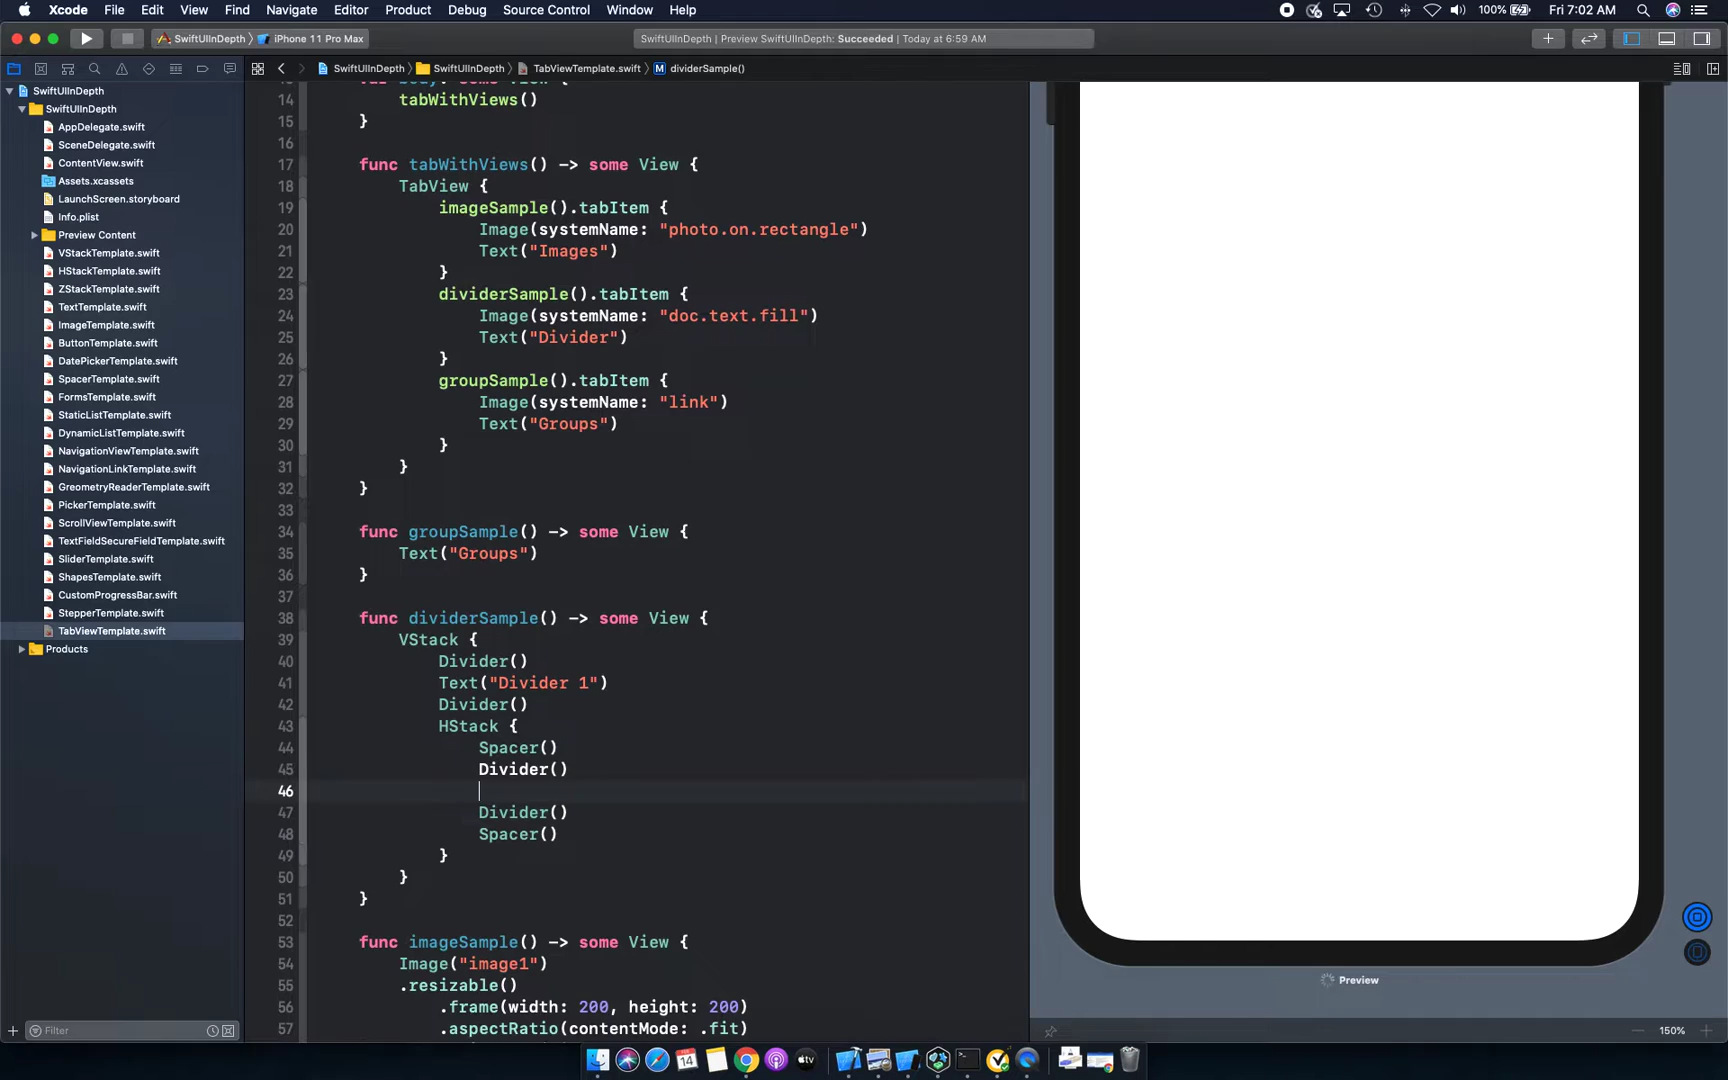 Xcode File Edit View Find Navigate Editor Product Debug Source Control Window Help
100% Fri 7:02 AM
SwiftUIInDepth iPhone 11 Pro Max
SwiftUIInDepth | Preview SwiftUIInDepth: Succeeded | Today at 6:59 AM
SwiftUIInDepth SwiftUIInDepth TabViewTemplate.swift M dividerSample()
SwiftUIInDepth
SwiftUIInDepth
AppDelegate.swift
SceneDelegate.swift
ContentView.swift
Assets.xcassets
LaunchScreen.storyboard
Info.plist
Preview Content
VStackTemplate.swift
HStackTemplate.swift
ZStackTemplate.swift
TextTemplate.swift
ImageTemplate.swift
ButtonTemplate.swift
DatePickerTemplate.swift
SpacerTemplate.swift
FormsTemplate.swift
StaticListTemplate.swift
DynamicListTemplate.swift
NavigationViewTemplate.swift
NavigationLinkTemplate.swift
GreometryReaderTemplate.swift
PickerTemplate.swift
ScrollViewTemplate.swift
TextFieldSecureFieldTemplate.swift
SliderTemplate.swift
ShapesTemplate.swift
CustomProgressBar.swift
StepperTemplate.swift
TabViewTemplate.swift
Products
Filter
var body: some View {
14 tabWithViews()
15 }
16
17 func tabWithViews() -> some View {
18 TabView {
19 imageSample().tabItem {
20 Image(systemName: "photo.on.rectangle")
21 Text("Images")
22 }
23 dividerSample().tabItem {
24 Image(systemName: "doc.text.fill")
25 Text("Divider")
26 }
27 groupSample().tabItem {
28 Image(systemName: "link")
29 Text("Groups")
30 }
31 }
32 }
33
34 func groupSample() -> some View {
35 Text("Groups")
36 }
37
38 func dividerSample() -> some View {
39 VStack {
40 Divider()
41 Text("Divider 1")
42 Divider()
43 HStack {
44 Spacer()
45 Divider()
46
47 Divider()
48 Spacer()
49 }
50 }
51 }
52
53 func imageSample() -> some View {
54 Image("image1")
55 .resizable()
56 .frame(width: 200, height: 200)
57 .aspectRatio(contentMode: .fit)
Preview
150%
14
tv